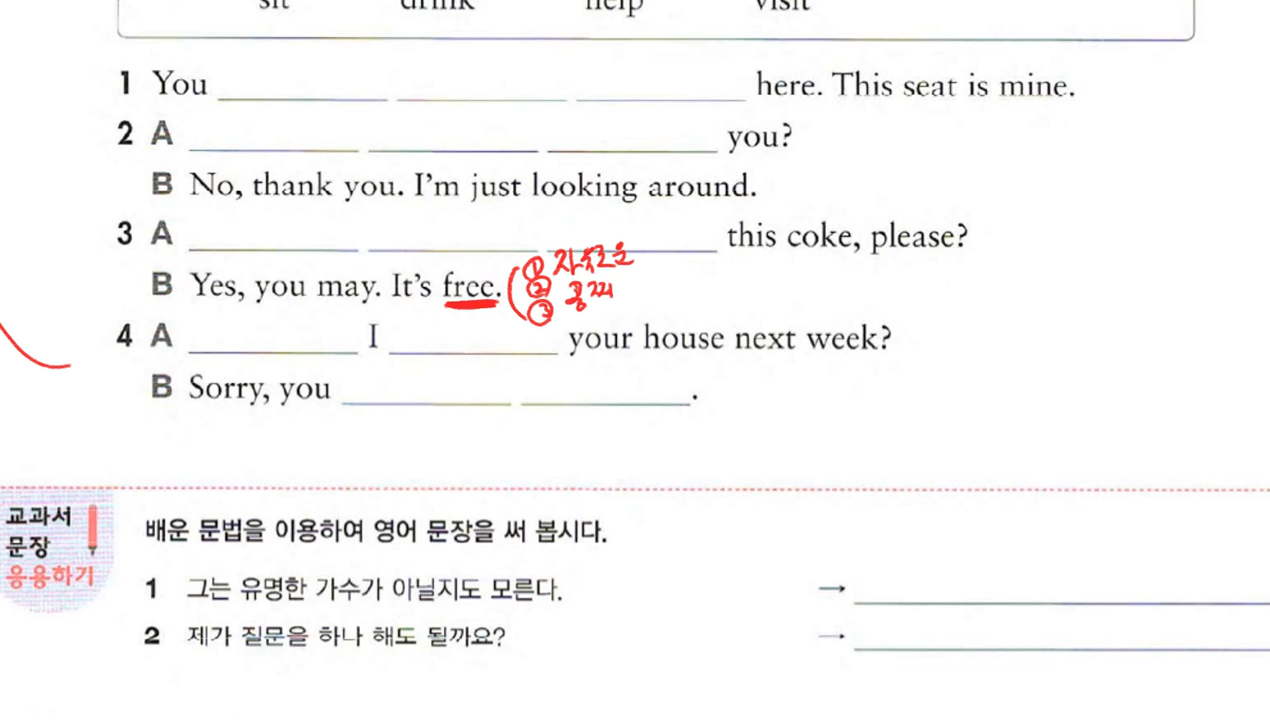 sit drink help visit
1 You ___ ___ ___ here. This seat is mine.
2 A ___ ___ ___ you?
B No, thank you. I'm just looking around.
3 A ___ ___ ___ this coke, please?
B Yes, you may. It's free. ( ① 자유로운
② 공짜
③
4 A ___ I ___ your house next week?
B Sorry, you ___ ___.
교과서
문장
응용하기
배운 문법을 이용하여 영어 문장을 써 봅시다.
1 그는 유명한 가수가 아닐지도 모른다. →
2 제가 질문을 하나 해도 될까요? →